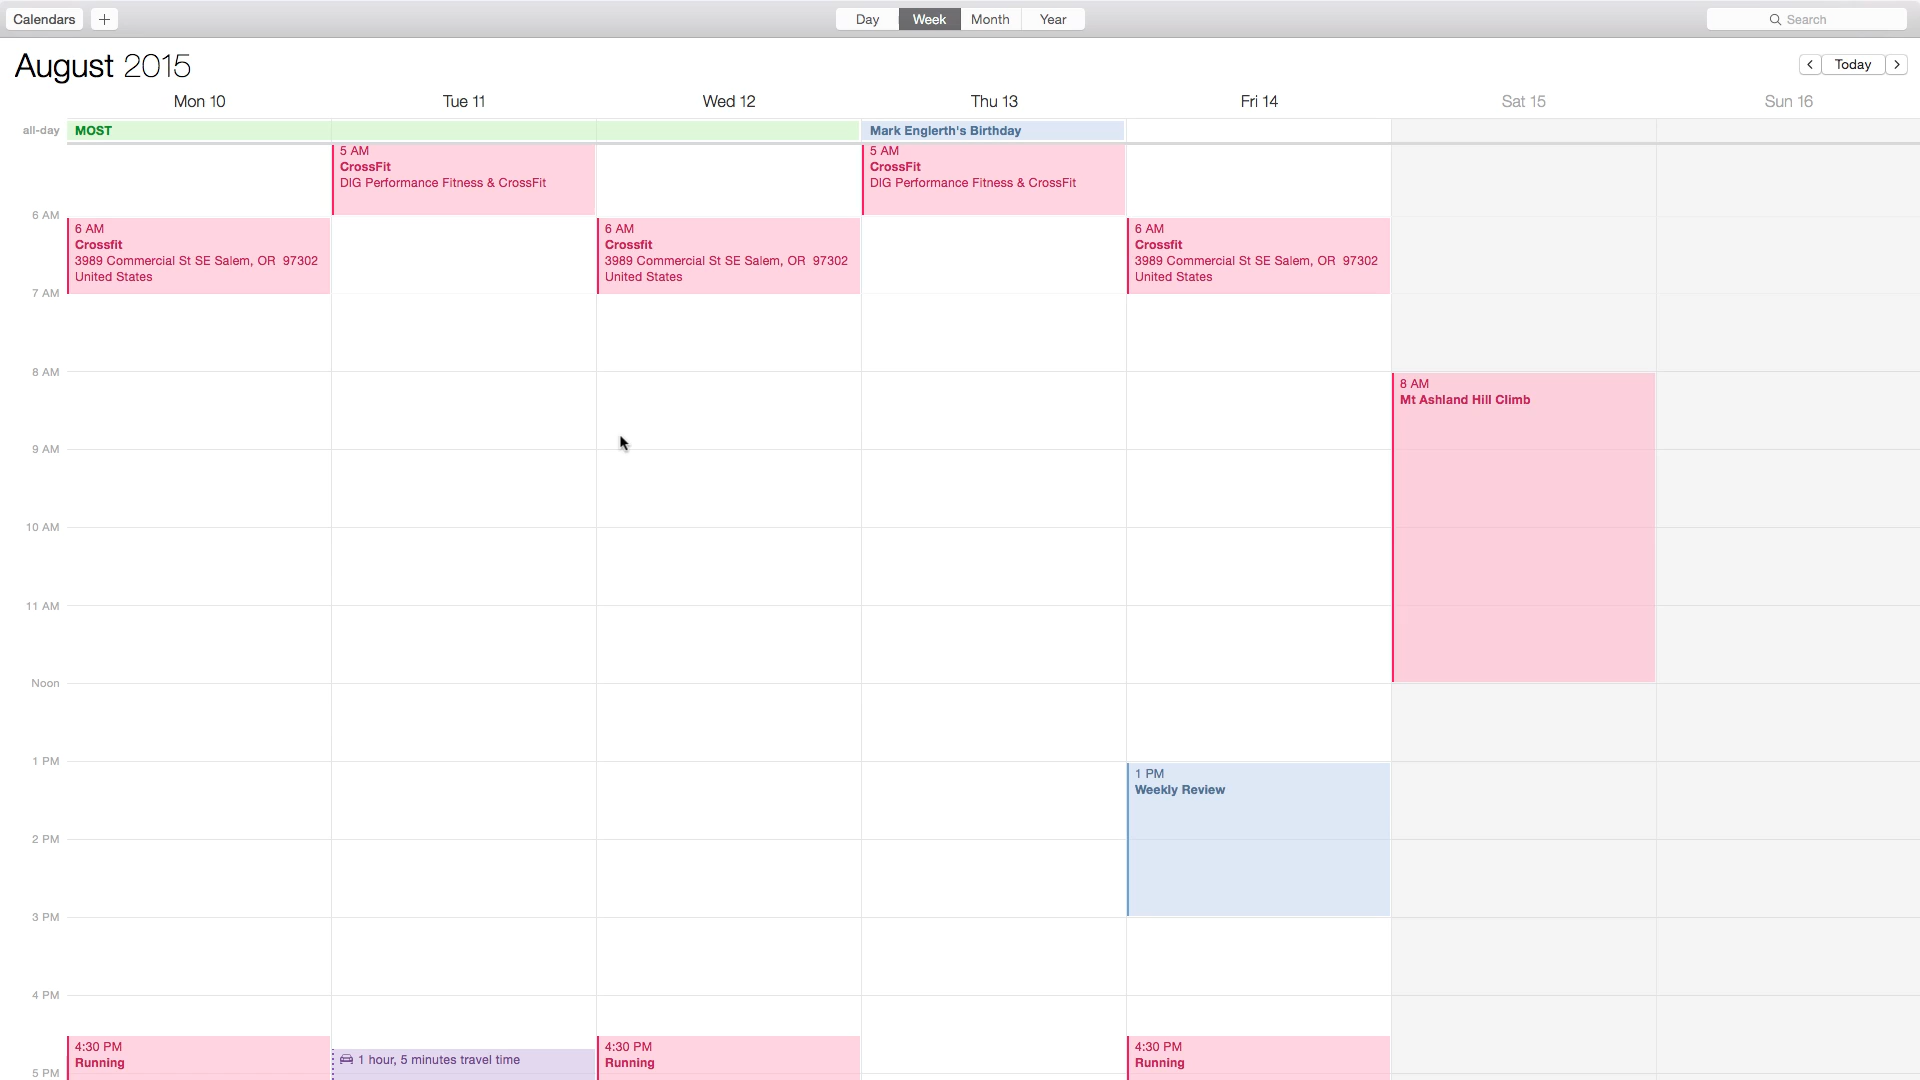 Calendars
+
Day
Week
Month
Year
Search
August 2015
Today
Mon 10
Tue 11
Wed 12
Thu 13
Fri 14
Sat 15
Sun 16
all-day
MOST
Mark Englerth's Birthday
5 AM
CrossFit
DIG Performance Fitness & CrossFit
5 AM
CrossFit
DIG Performance Fitness & CrossFit
6 AM
6 AM
Crossfit
3989 Commercial St SE Salem, OR 97302
United States
6 AM
Crossfit
3989 Commercial St SE Salem, OR 97302
United States
6 AM
Crossfit
3989 Commercial St SE Salem, OR 97302
United States
7 AM
8 AM
8 AM
Mt Ashland Hill Climb
9 AM
10 AM
11 AM
Noon
1 PM
1 PM
Weekly Review
2 PM
3 PM
4 PM
4:30 PM
Running
1 hour, 5 minutes travel time
4:30 PM
Running
4:30 PM
Running
5 PM